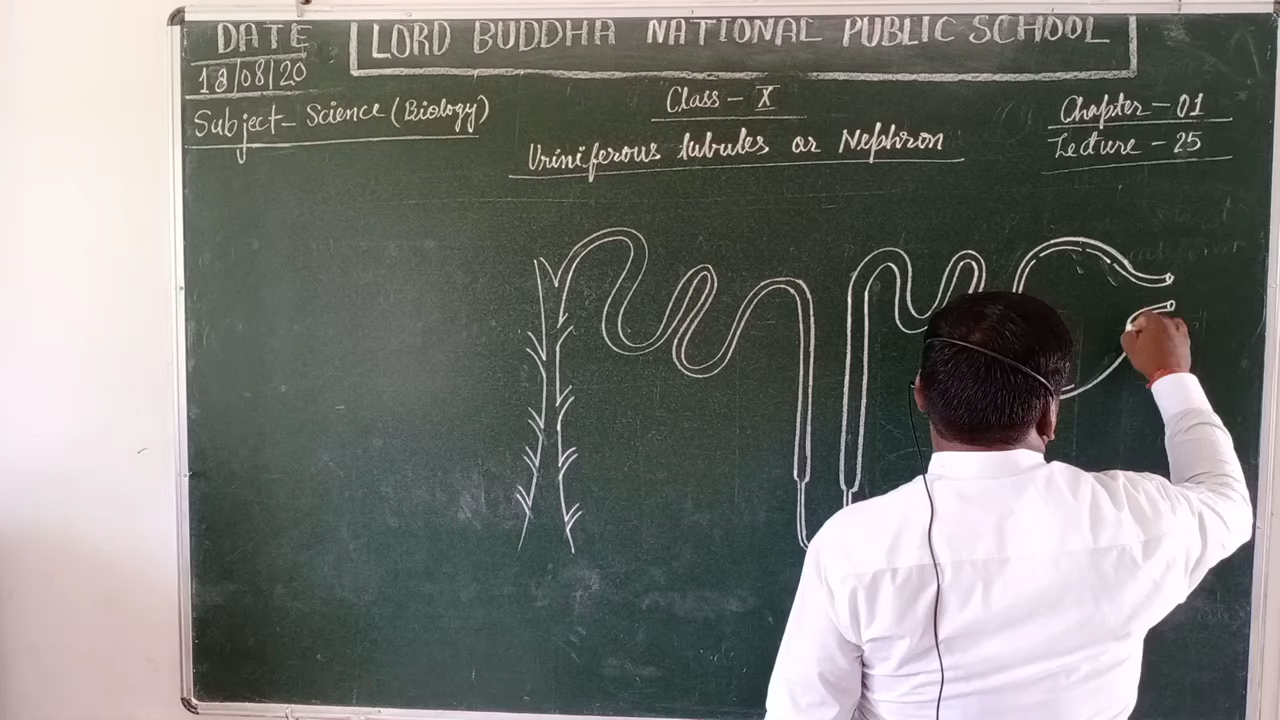 DATE
LORD BUDDHA NATIONAL PUBLIC SCHOOL
18/08/20
Subject- Science (Biology)
Class - X
Chapter - 01
Lecture - 25
Uriniferous tubules or Nephron